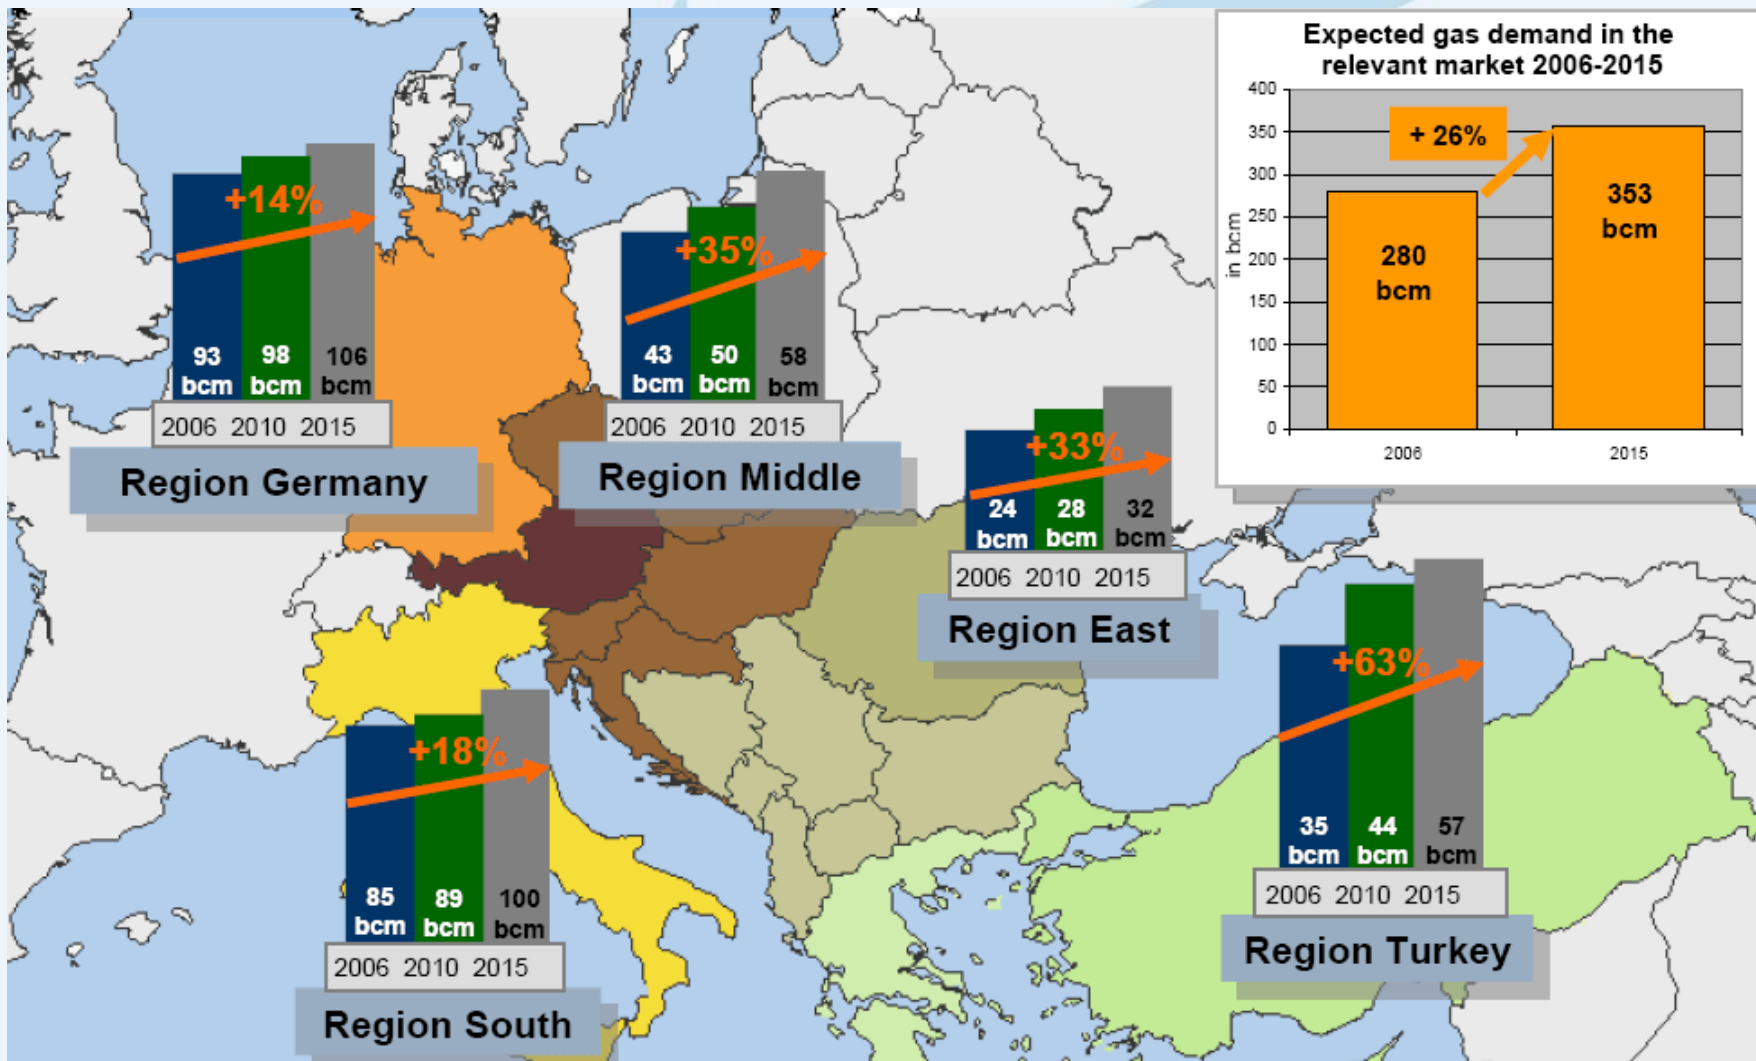 Expected gas demand in the
relevant market 2006-2015
400
350
300
250
200
150
100
50
0
in bcm
+ 26%
280
bcm
353
bcm
2006
2015
+14%
93
bcm
98
bcm
106
bcm
2006 2010 2015
Region Germany
+35%
43
bcm
50
bcm
58
bcm
2006 2010 2015
Region Middle
+33%
24
bcm
28
bcm
32
bcm
2006 2010 2015
Region East
+63%
35
bcm
44
bcm
57
bcm
2006 2010 2015
Region Turkey
+18%
85
bcm
89
bcm
100
bcm
2006 2010 2015
Region South